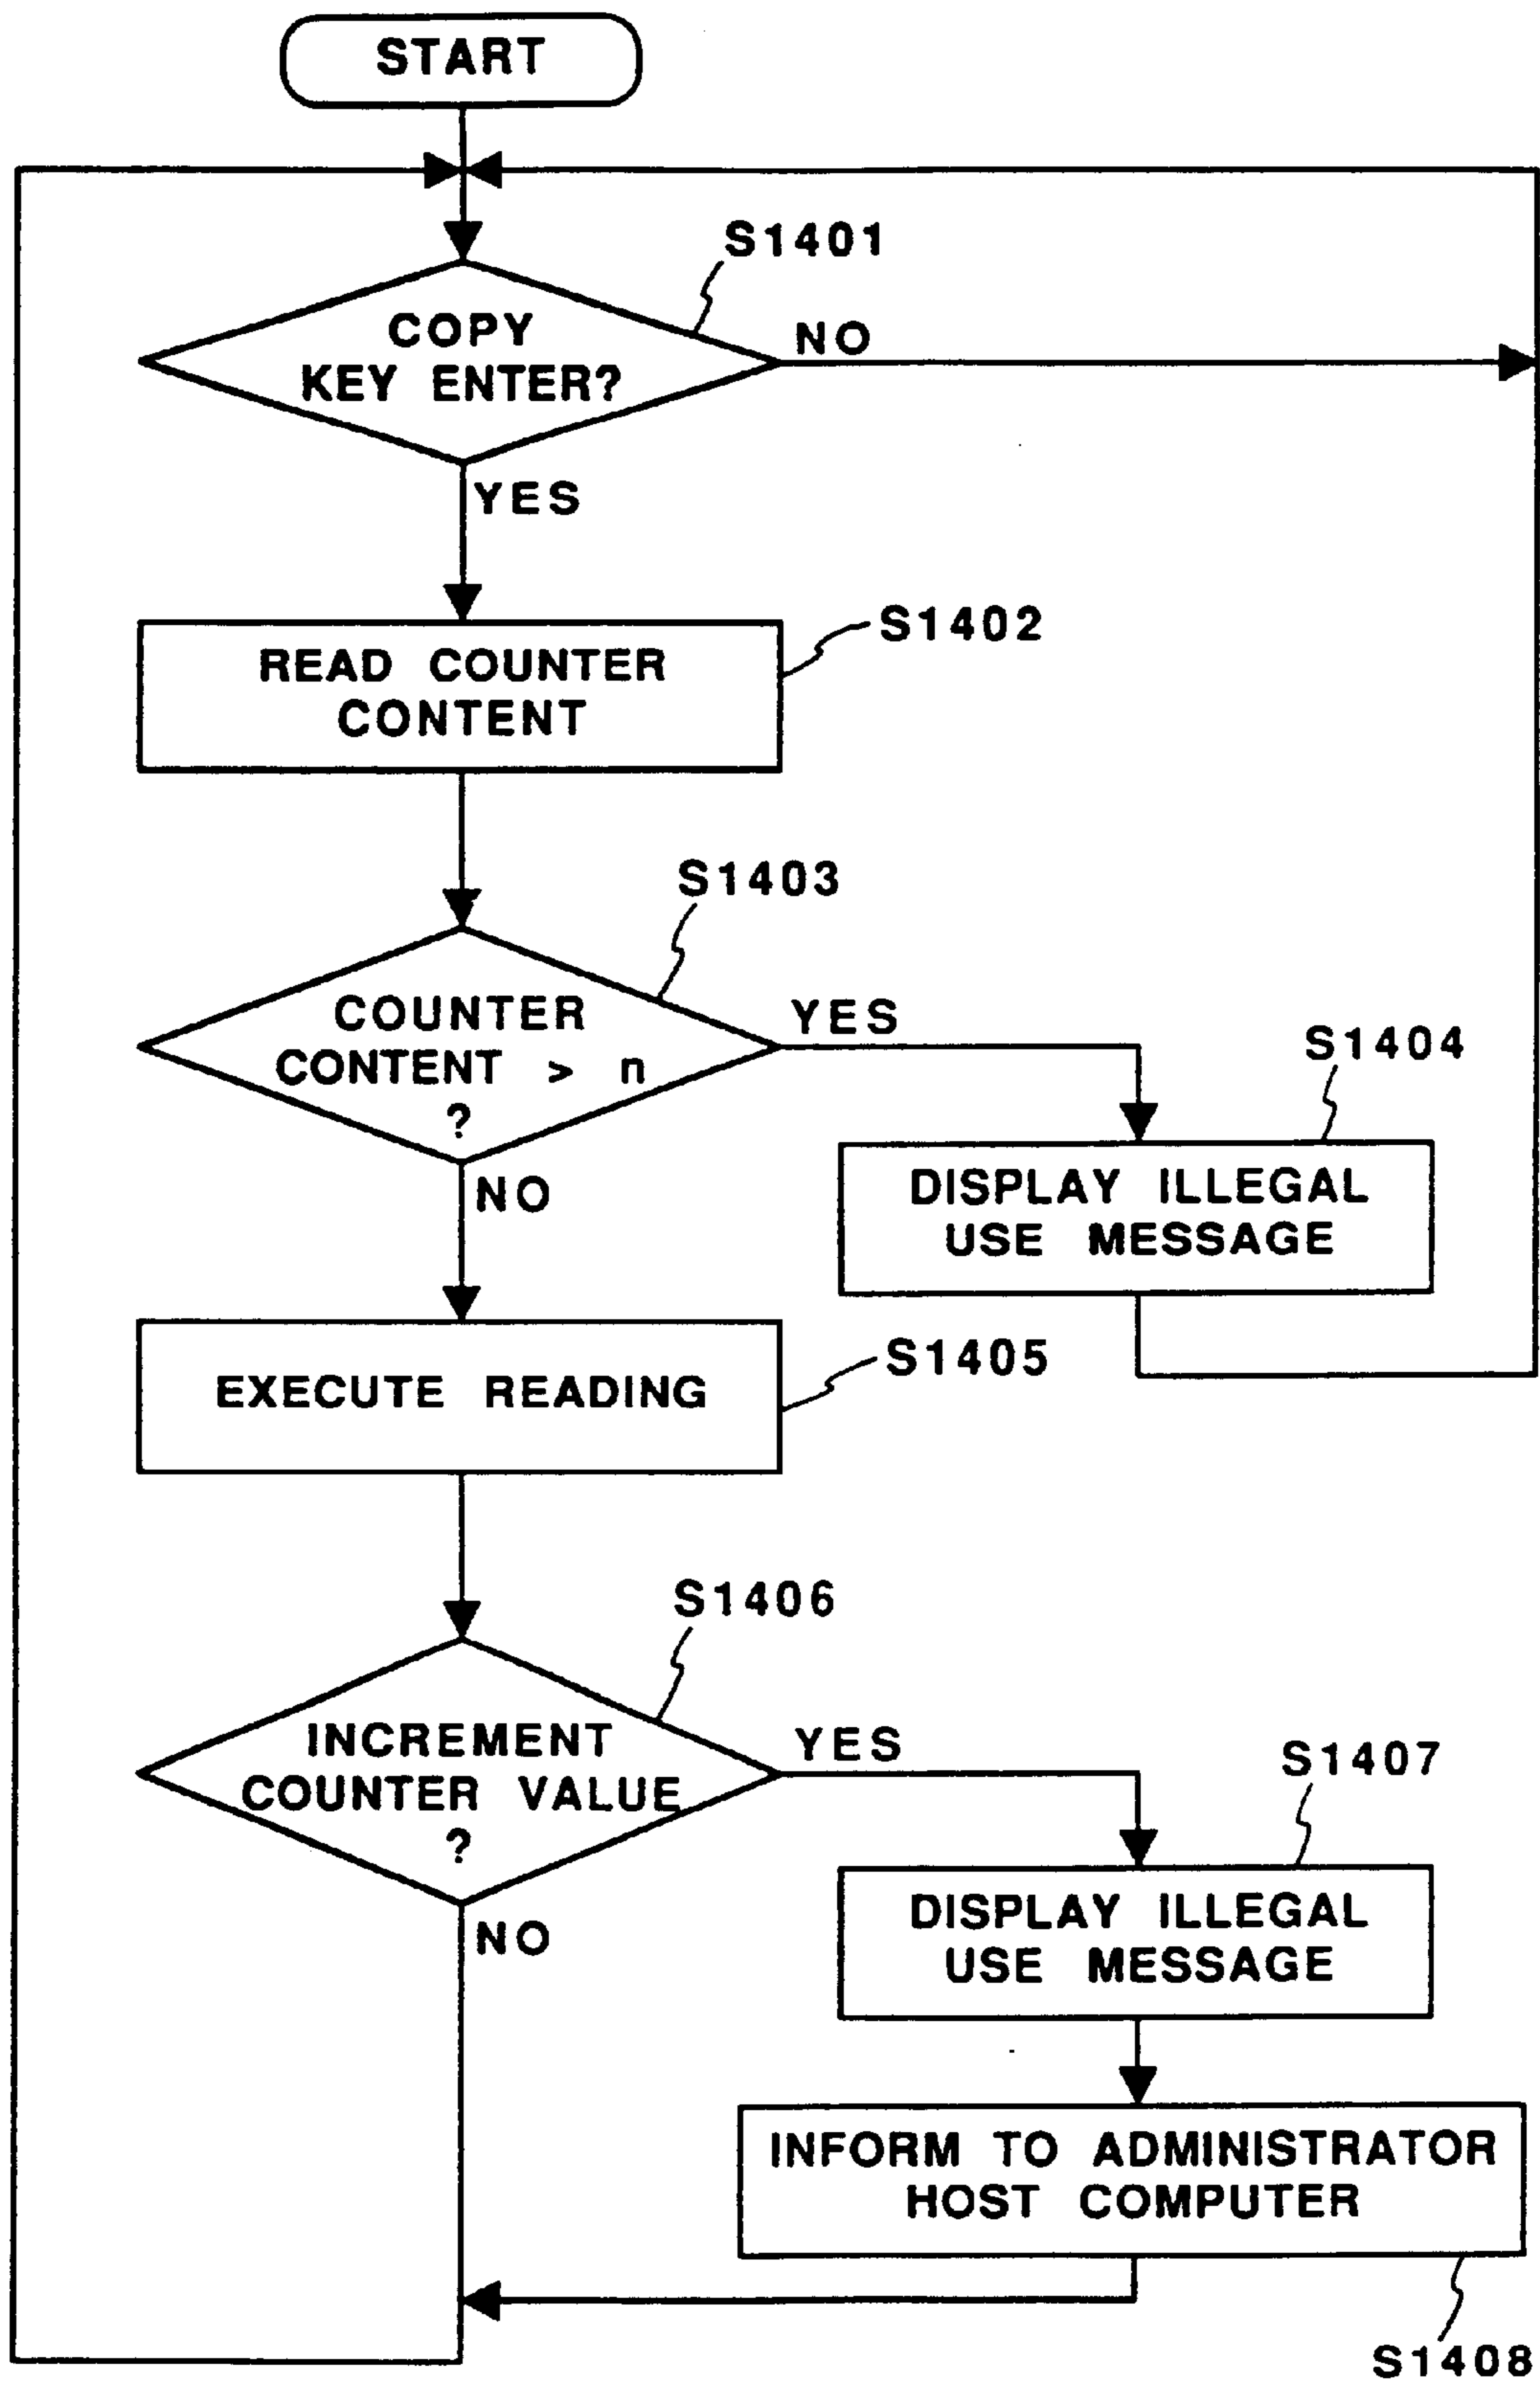 START
S1401
COPY
KEY ENTER?
NO
YES
S1402
READ COUNTER
CONTENT
S1403
COUNTER
CONTENT > n
?
YES
S1404
DISPLAY ILLEGAL
USE MESSAGE
NO
S1405
EXECUTE READING
S1406
INCREMENT
COUNTER VALUE
?
YES
S1407
DISPLAY ILLEGAL
USE MESSAGE
NO
INFORM TO ADMINISTRATOR
HOST COMPUTER
S1408